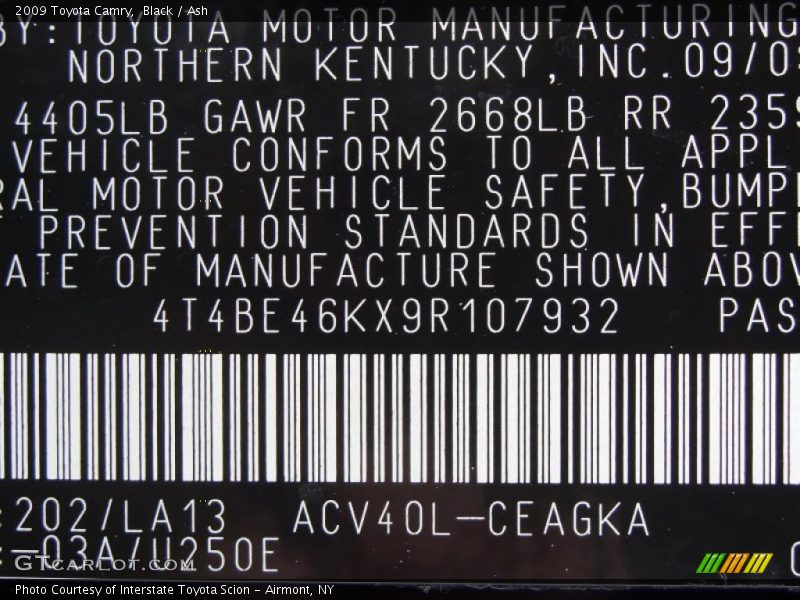 2009 Toyota Camry, Black / Ash
BY:TOYOTA MOTOR MANUFACTURING
NORTHERN KENTUCKY,INC. 09/0
4405LB GAWR FR 2668LB RR 235
VEHICLE CONFORMS TO ALL APPL
RAL MOTOR VEHICLE SAFETY,BUMP
PREVENTION STANDARDS IN EFF
ATE OF MANUFACTURE SHOWN ABOV
4T4BE46KX9R107932 PAS
:202/LA13 ACV40L-CEAGKA
:-03A/U250E
GTCARLOT.COM
Photo Courtesy of Interstate Toyota Scion - Airmont, NY